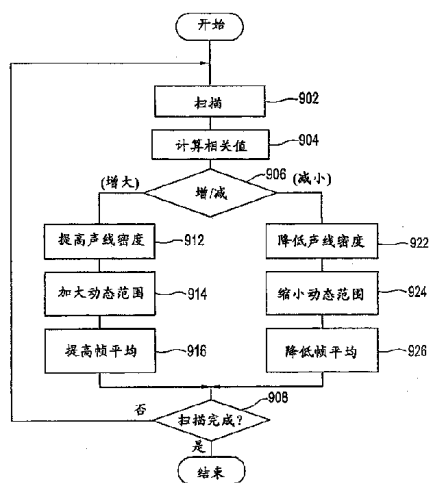 开始
扫描
902
计算相关值
904
906
(增大)
增/减
(减小)
提高声线密度
912
降低声线密度
922
加大动态范围
914
缩小动态范围
924
提高帧平均
916
降低帧平均
926
908
否
扫描完成?
是
结束